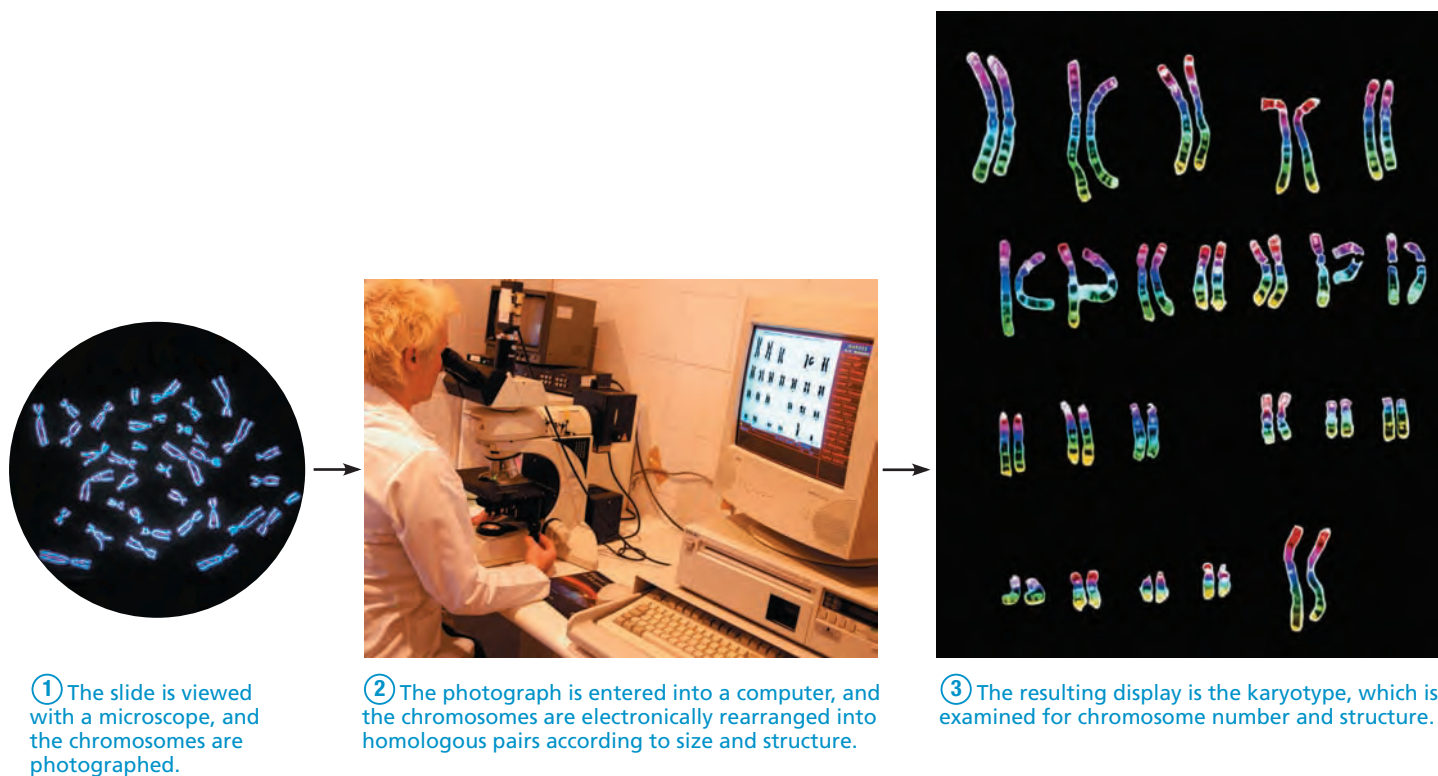 ① The slide is viewed
with a microscope, and
the chromosomes are
photographed.
② The photograph is entered into a computer, and
the chromosomes are electronically rearranged into
homologous pairs according to size and structure.
③ The resulting display is the karyotype, which is
examined for chromosome number and structure.